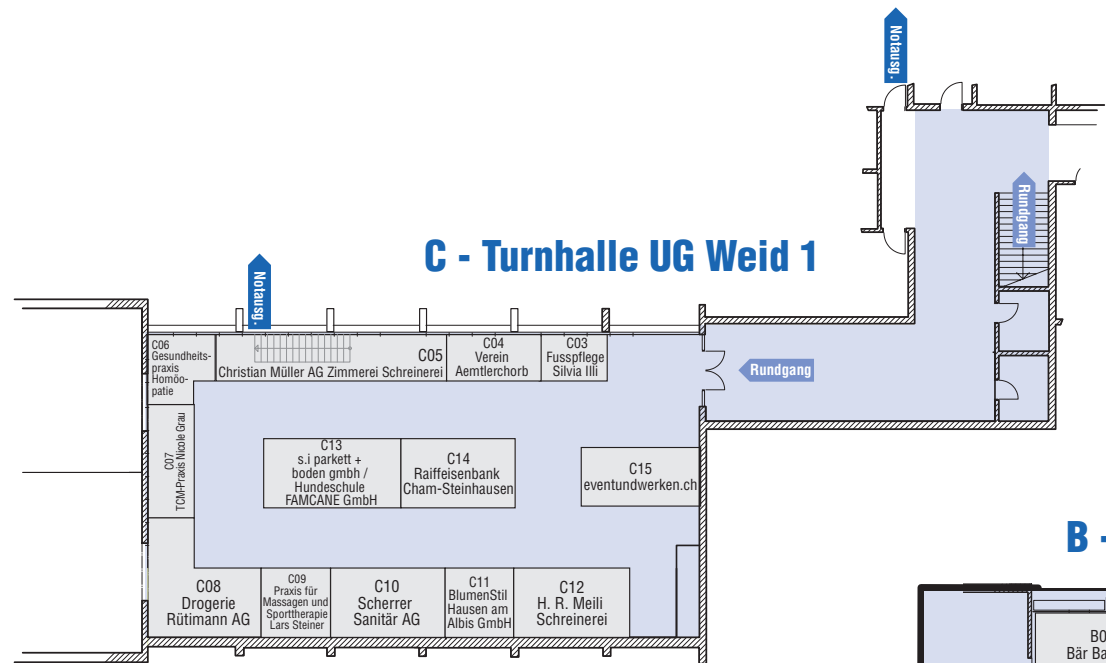 Notausg.
Rundgang
C - Turnhalle UG Weid 1
Notausg.
Rundgang
C06
Gesundheits-
praxis
Homöo-
patie
C05
Christian Müller AG Zimmerei Schreinerei
C04
Verein
Aemtlerchorb
C03
Fusspflege
Silvia Illi
C07
TCM-Praxis Nicole Grau
C13
s.i parkett +
boden gmbh /
Hundeschule
FAMCANE GmbH
C14
Raiffeisenbank
Cham-Steinhausen
C15
eventundwerken.ch
C08
Drogerie
Rütimann AG
C09
Praxis für
Massagen und
Sporttherapie
Lars Steiner
C10
Scherrer
Sanitär AG
C11
BlumenStil
Hausen am
Albis GmbH
C12
H. R. Meili
Schreinerei
B -
B0
Bär Ba